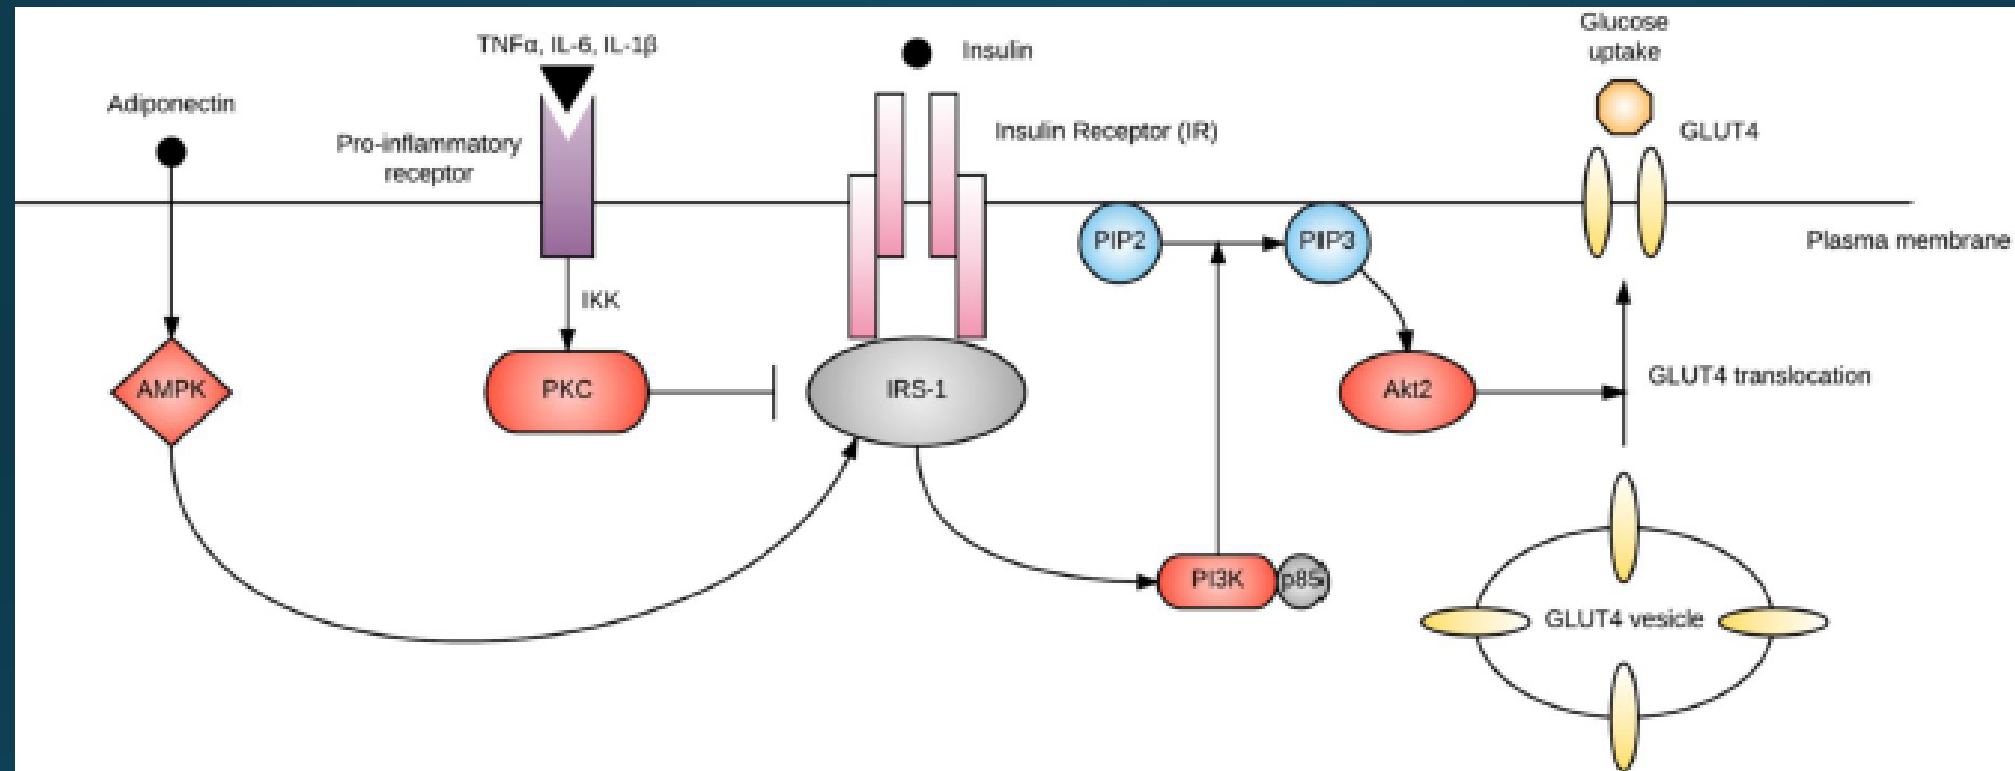 Glucose
uptake
TNFα, IL-6, IL-1β
Insulin
Adiponectin
Insulin Receptor (IR)
GLUT4
Pro-inflammatory
receptor
PIP2
PIIP3
Plasma membrane
IKK
AMPK
PKC
IRS-1
Akt2
GLUT4 translocation
PI3K
p85
GLUT4 vesicle